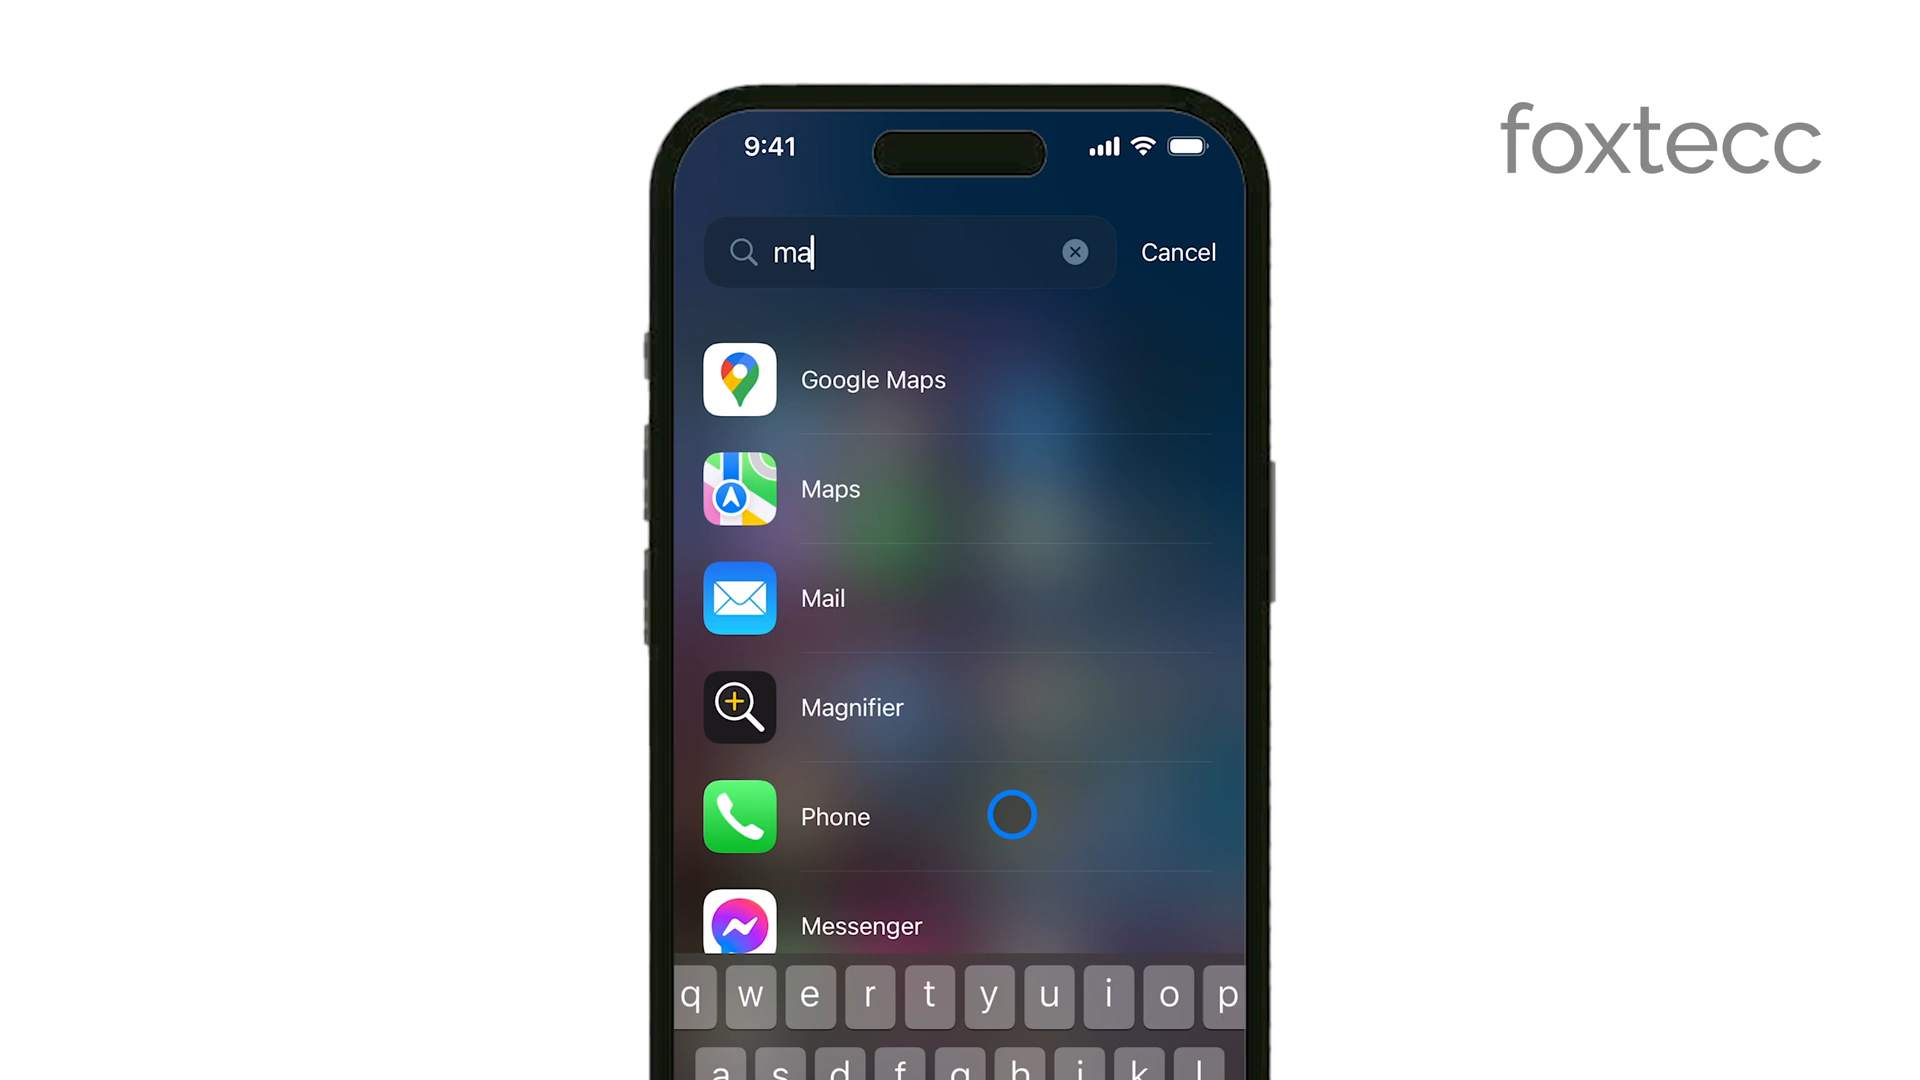 foxtecc
9:41
ma
Cancel
Google Maps
Maps
Mail
Magnifier
Phone
Messenger
q w e r t y u i o p
a s d f g h j k l